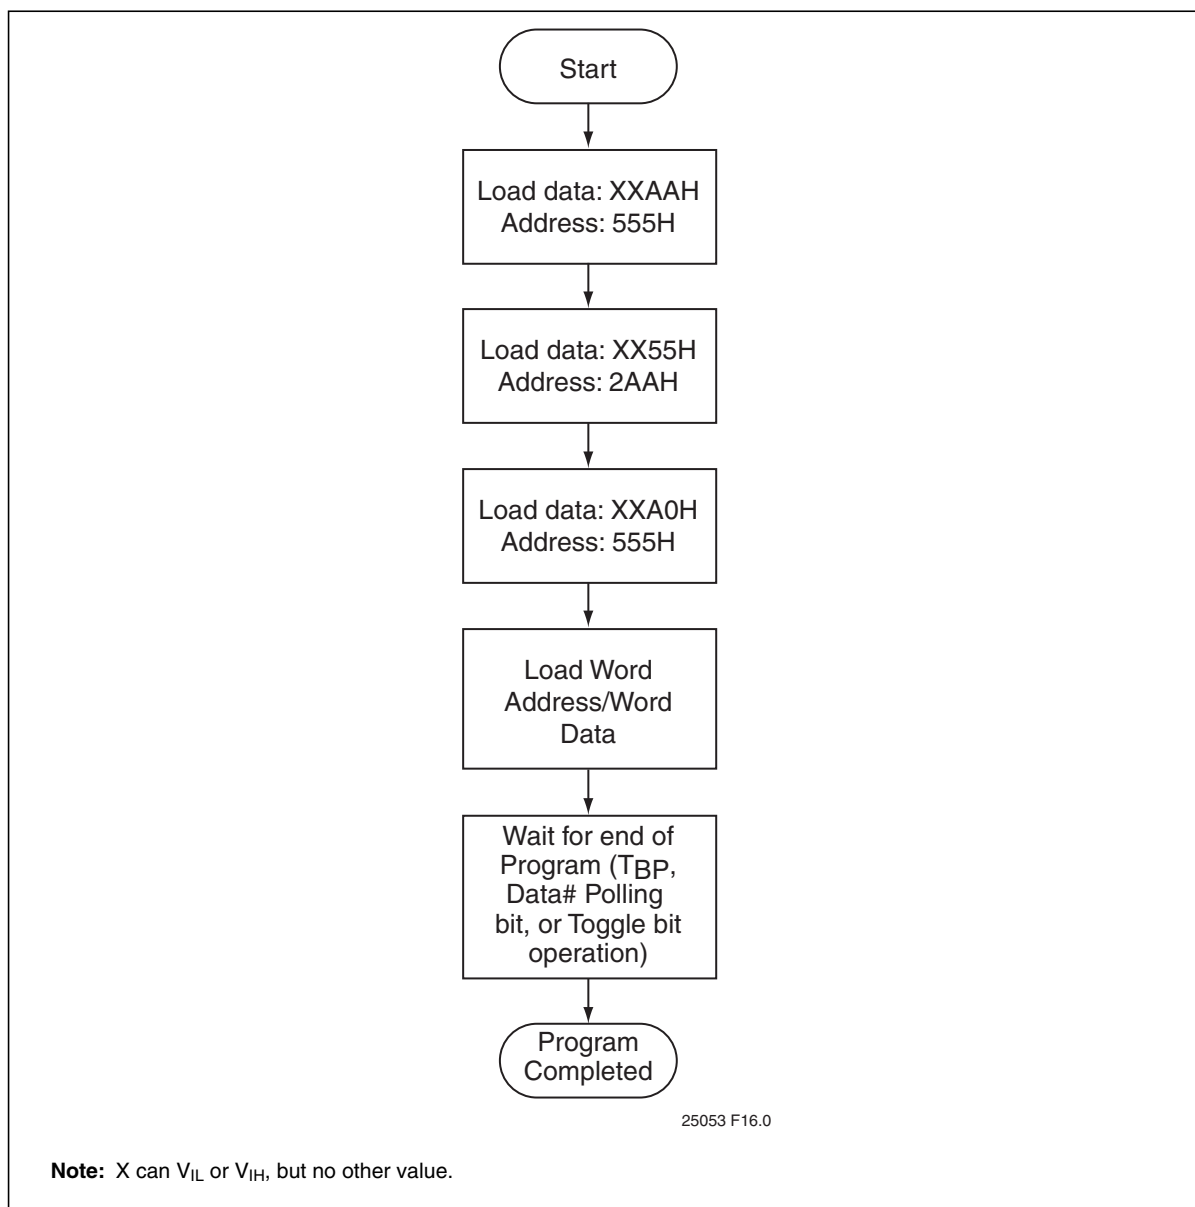 Start
Load data: XXAAH
Address: 555H
Load data: XX55H
Address: 2AAH
Load data: XXA0H
Address: 555H
Load Word
Address/Word
Data
Wait for end of
Program (TBP,
Data# Polling
bit, or Toggle bit
operation)
Program
Completed
25053 F16.0
Note: X can VIL or VIH, but no other value.